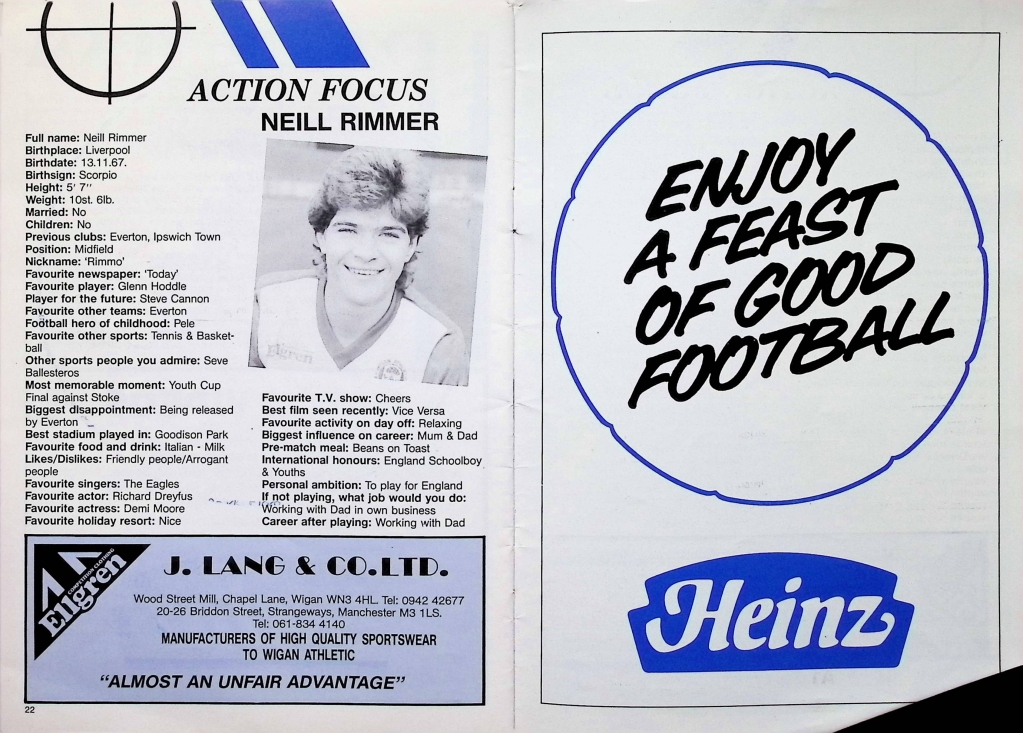 ACTION FOCUS
NEILL RIMMER
Full name: Neill Rimmer
Birthplace: Liverpool
Birthdate: 13.11.67.
Birthsign: Scorpio
Height: 5' 7''
Weight: 10st. 6lb.
Married: No
Children: No
Previous clubs: Everton, Ipswich Town
Position: Midfield
Nickname: 'Rimmo'
Favourite newspaper: 'Today'
Favourite player: Glenn Hoddle
Player for the future: Steve Cannon
Favourite other teams: Everton
Football hero of childhood: Pele
Favourite other sports: Tennis & Basket-
ball
Other sports people you admire: Seve
Ballesteros
Most memorable moment: Youth Cup
Final against Stoke
Biggest disappointment: Being released
by Everton
Best stadium played in: Goodison Park
Favourite food and drink: Italian - Milk
Likes/Dislikes: Friendly people/Arrogant
people
Favourite singers: The Eagles
Favourite actor: Richard Dreyfus
Favourite actress: Demi Moore
Favourite holiday resort: Nice
Ellgren
Favourite T.V. show: Cheers
Best film seen recently: Vice Versa
Favourite activity on day off: Relaxing
Biggest influence on career: Mum & Dad
Pre-match meal: Beans on Toast
International honours: England Schoolboy
& Youths
Personal ambition: To play for England
If not playing, what job would you do:
Working with Dad in own business
Career after playing: Working with Dad
COMPETITION CLOTHING
Ellgren
J. LANG & CO. LTD.
Wood Street Mill, Chapel Lane, Wigan WN3 4HL. Tel: 0942 42677
20-26 Briddon Street, Strangeways, Manchester M3 1LS.
Tel: 061-834 4140
MANUFACTURERS OF HIGH QUALITY SPORTSWEAR
TO WIGAN ATHLETIC
"ALMOST AN UNFAIR ADVANTAGE"
22
ENJOY
A FEAST
OF GOOD
FOOTBALL
Heinz